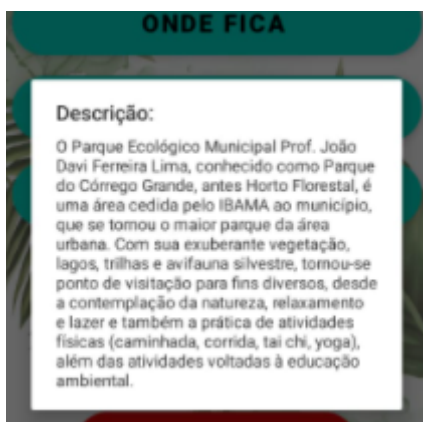 ONDE FICA
Descrição:
O Parque Ecológico Municipal Prof. João
Davi Ferreira Lima, conhecido como Parque
do Córrego Grande, antes Horto Florestal, é
uma área cedida pelo IBAMA ao município,
que se tornou o maior parque da área
urbana. Com sua exuberante vegetação,
lagos, trilhas e avifauna silvestre, tornou-se
ponto de visitação para fins diversos, desde
a contemplação da natureza, relaxamento
e lazer e também a prática de atividades
físicas (caminhada, corrida, tai chi, yoga),
além das atividades voltadas à educação
ambiental.